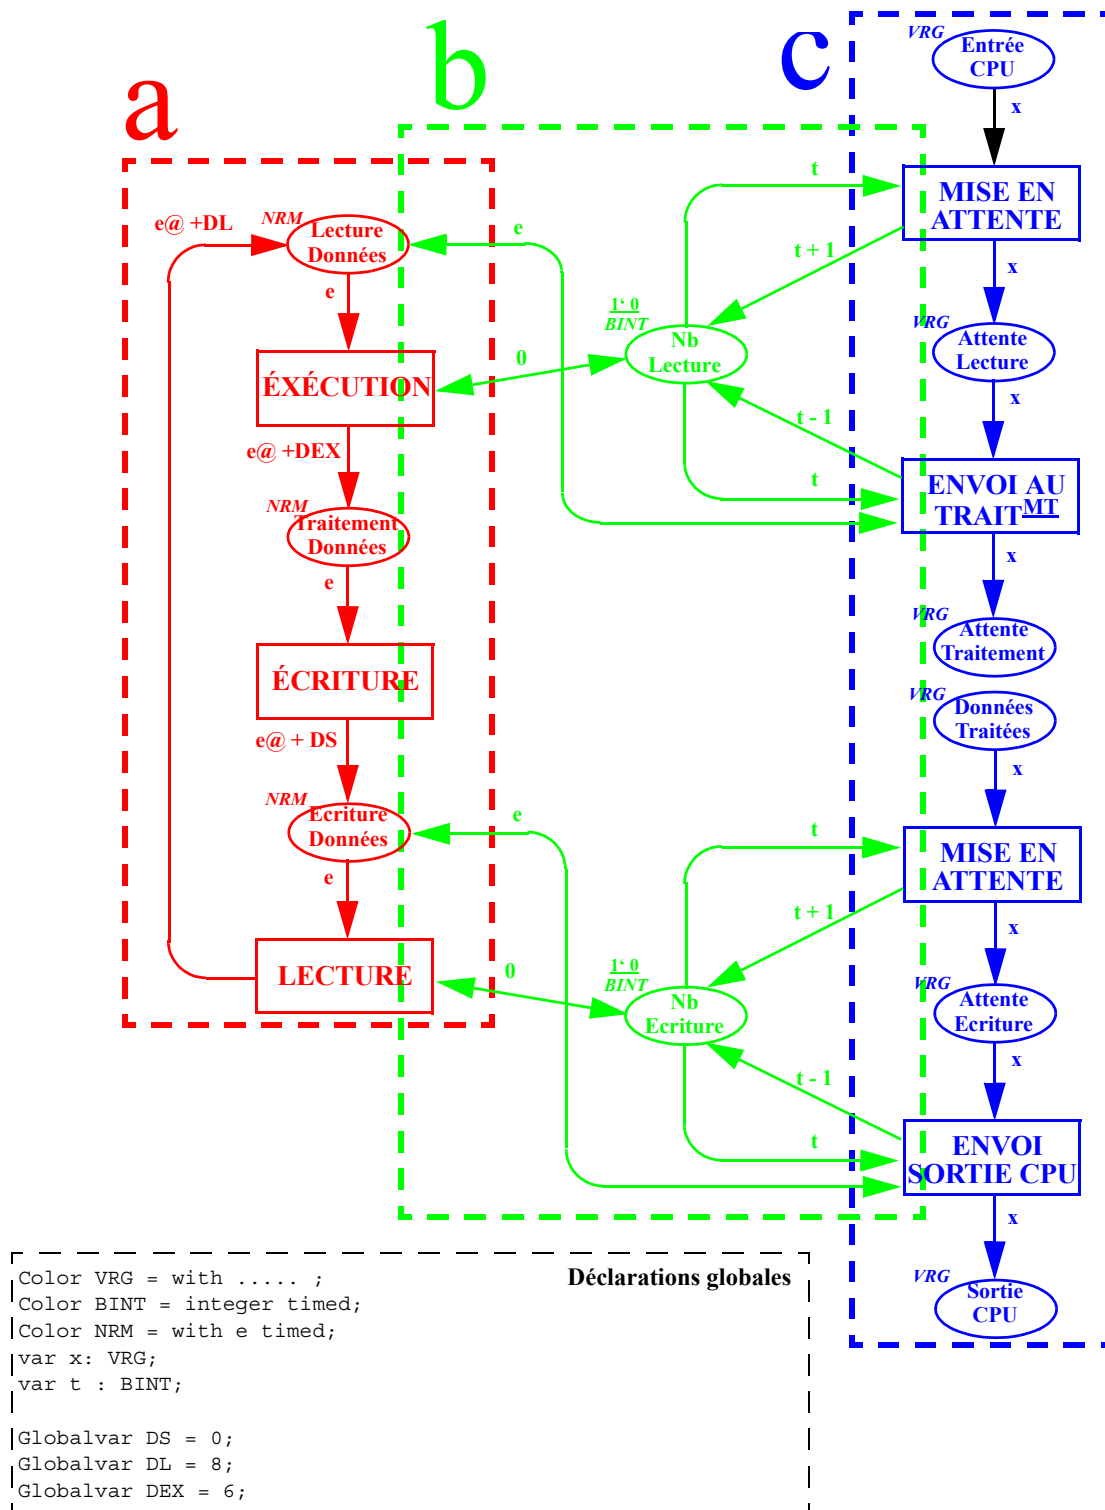 a
b
c
VRG
Entrée
CPU
x
MISE EN
ATTENTE
x
VRG
Attente
Lecture
x
ENVOI AU
TRAITMT
x
VRG
Attente
Traitement
VRG
Données
Traitées
x
MISE EN
ATTENTE
x
VRG
Attente
Ecriture
x
ENVOI
SORTIE CPU
x
VRG
Sortie
CPU
e@ +DL
NRM
Lecture
Données
e
ÉXÉCUTION
e@ +DEX
NRM
Traitement
Données
e
ÉCRITURE
e@ + DS
NRM
Ecriture
Données
e
LECTURE
e
t
t + 1
1‘ 0
BINT
Nb
Lecture
0
t - 1
t
e
t
t + 1
1‘ 0
BINT
Nb
Ecriture
0
t - 1
t
Déclarations globales
Color VRG = with ..... ;
Color BINT = integer timed;
Color NRM = with e timed;
var x: VRG;
var t : BINT;
Globalvar DS = 0;
Globalvar DL = 8;
Globalvar DEX = 6;